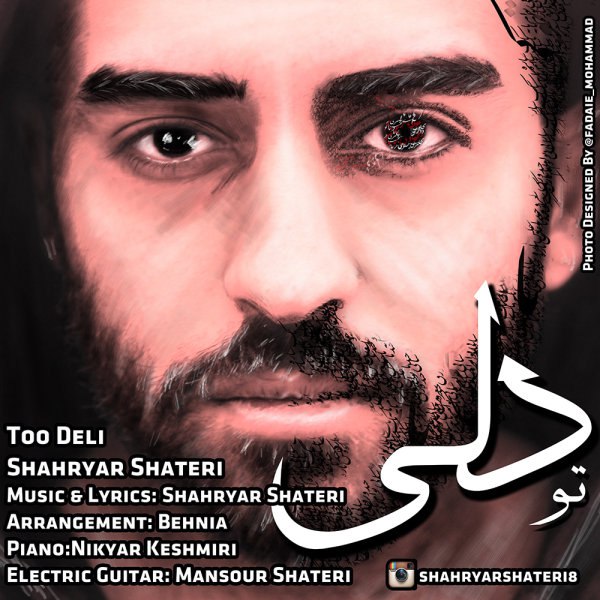 PHOTO DESIGNED BY @FADAIE_MOHAMMAD
تو دلی
TOO DELI
SHAHRYAR SHATERI
MUSIC & LYRICS: SHAHRYAR SHATERI
ARRANGEMENT: BEHNIA
PIANO:NIKYAR KESHMIRI
ELECTRIC GUITAR: MANSOUR SHATERI
SHAHRYARSHATERI8